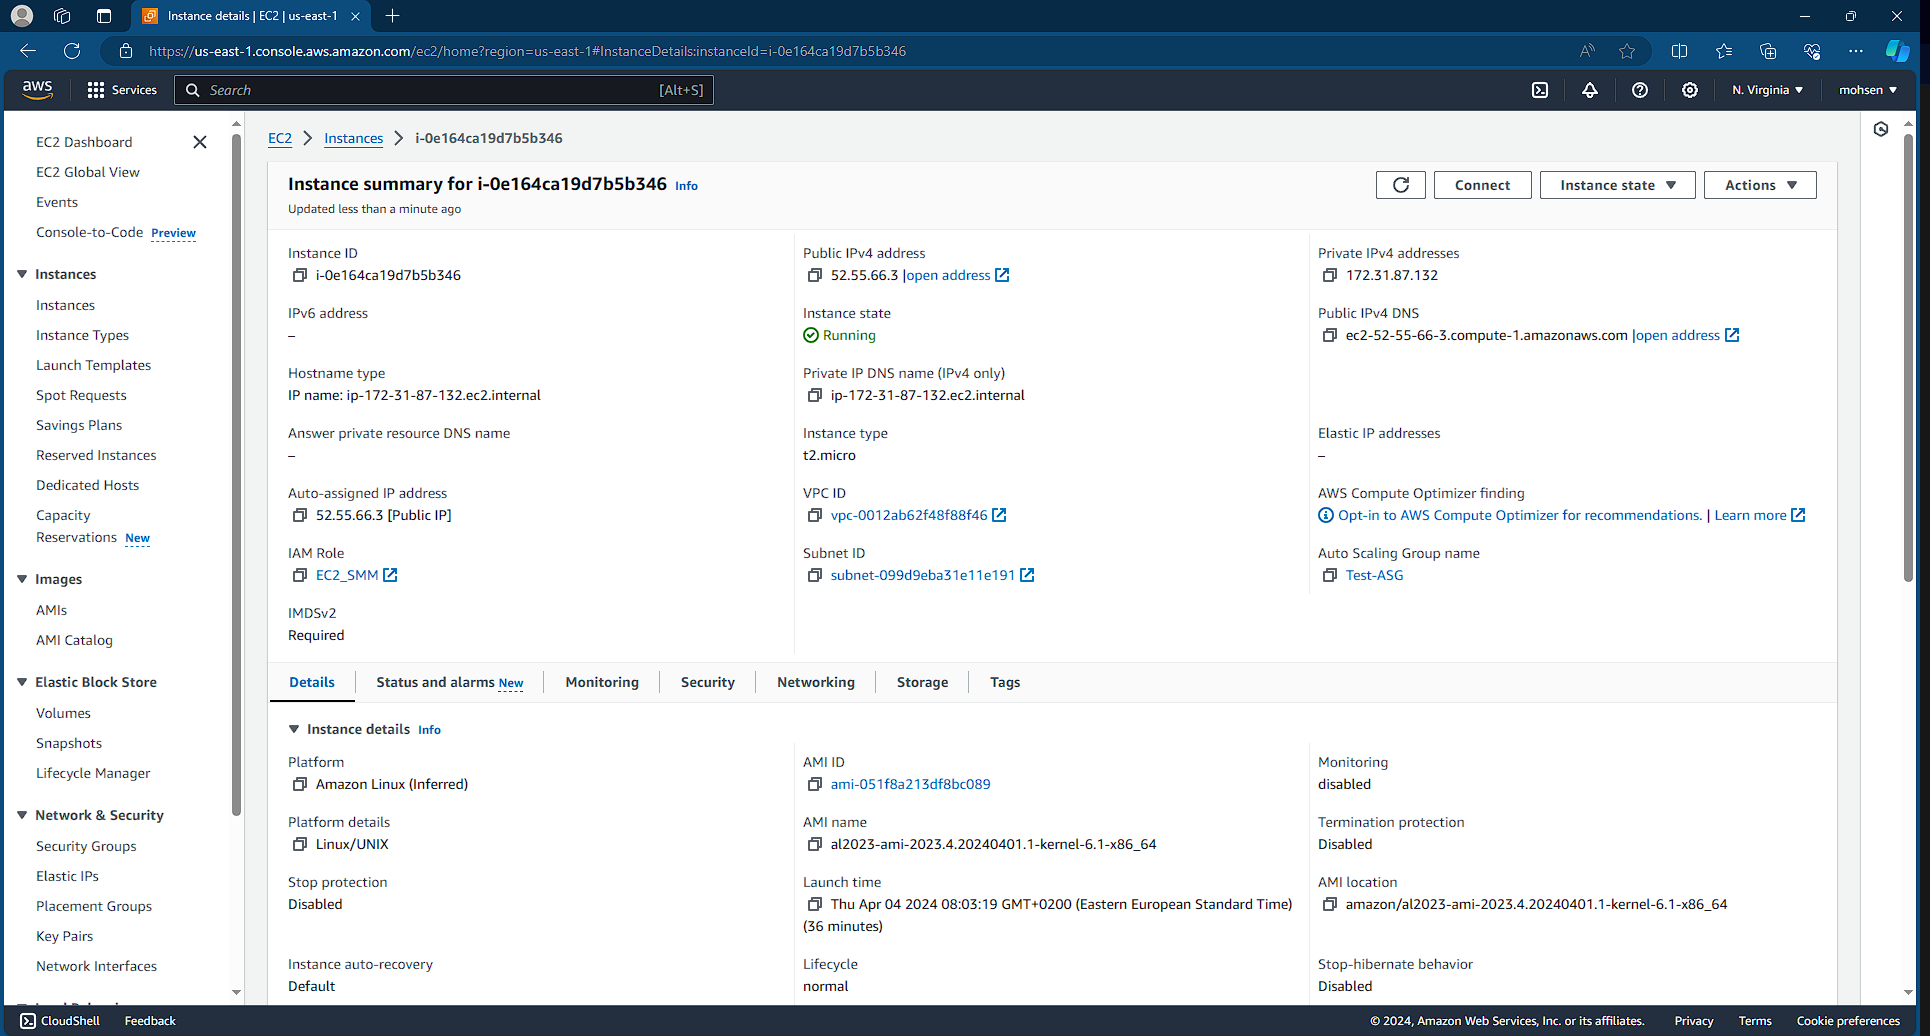 Instance details | EC2 | us-east-1
https://us-east-1.console.aws.amazon.com/ec2/home?region=us-east-1#InstanceDetails:instanceId=i-0e164ca19d7b5b346
aws Services Search [Alt+S] N. Virginia mohsen
EC2 Dashboard
EC2 Global View
Events
Console-to-Code Preview
Instances
Instances
Instance Types
Launch Templates
Spot Requests
Savings Plans
Reserved Instances
Dedicated Hosts
Capacity
Reservations New
Images
AMIs
AMI Catalog
Elastic Block Store
Volumes
Snapshots
Lifecycle Manager
Network & Security
Security Groups
Elastic IPs
Placement Groups
Key Pairs
Network Interfaces
EC2 > Instances > i-0e164ca19d7b5b346
Instance summary for i-0e164ca19d7b5b346 Info
Updated less than a minute ago
Connect Instance state Actions
Instance ID
i-0e164ca19d7b5b346
Public IPv4 address
52.55.66.3 |open address
Private IPv4 addresses
172.31.87.132
IPv6 address
–
Instance state
Running
Public IPv4 DNS
ec2-52-55-66-3.compute-1.amazonaws.com |open address
Hostname type
IP name: ip-172-31-87-132.ec2.internal
Private IP DNS name (IPv4 only)
ip-172-31-87-132.ec2.internal
Answer private resource DNS name
–
Instance type
t2.micro
Elastic IP addresses
–
Auto-assigned IP address
52.55.66.3 [Public IP]
VPC ID
vpc-0012ab62f48f88f46
AWS Compute Optimizer finding
Opt-in to AWS Compute Optimizer for recommendations. | Learn more
IAM Role
EC2_SMM
Subnet ID
subnet-099d9eba31e11e191
Auto Scaling Group name
Test-ASG
IMDSv2
Required
Details Status and alarms New Monitoring Security Networking Storage Tags
Instance details Info
Platform
Amazon Linux (Inferred)
AMI ID
ami-051f8a213df8bc089
Monitoring
disabled
Platform details
Linux/UNIX
AMI name
al2023-ami-2023.4.20240401.1-kernel-6.1-x86_64
Termination protection
Disabled
Stop protection
Disabled
Launch time
Thu Apr 04 2024 08:03:19 GMT+0200 (Eastern European Standard Time)
(36 minutes)
AMI location
amazon/al2023-ami-2023.4.20240401.1-kernel-6.1-x86_64
Instance auto-recovery
Default
Lifecycle
normal
Stop-hibernate behavior
Disabled
CloudShell Feedback © 2024, Amazon Web Services, Inc. or its affiliates. Privacy Terms Cookie preferences